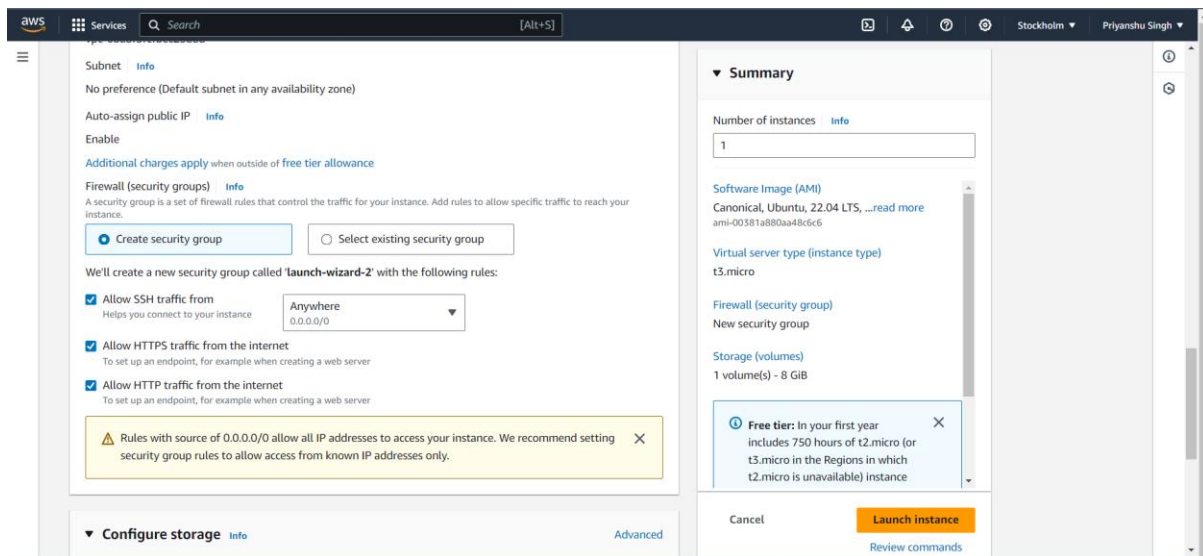 aws Services Search [Alt+S] Stockholm Priyanshu Singh
Subnet Info
No preference (Default subnet in any availability zone)
Auto-assign public IP Info
Enable
Additional charges apply when outside of free tier allowance
Firewall (security groups) Info
A security group is a set of firewall rules that control the traffic for your instance. Add rules to allow specific traffic to reach your
instance.
Create security group Select existing security group
We'll create a new security group called 'launch-wizard-2' with the following rules:
Allow SSH traffic from
Helps you connect to your instance
Anywhere
0.0.0.0/0
Allow HTTPS traffic from the internet
To set up an endpoint, for example when creating a web server
Allow HTTP traffic from the internet
To set up an endpoint, for example when creating a web server
Rules with source of 0.0.0.0/0 allow all IP addresses to access your instance. We recommend setting
security group rules to allow access from known IP addresses only.
Configure storage Info Advanced
Summary
Number of instances Info
1
Software Image (AMI)
Canonical, Ubuntu, 22.04 LTS, ...read more
ami-00381a880aa48c6c6
Virtual server type (instance type)
t3.micro
Firewall (security group)
New security group
Storage (volumes)
1 volume(s) - 8 GiB
Free tier: In your first year
includes 750 hours of t2.micro (or
t3.micro in the Regions in which
t2.micro is unavailable) instance
Cancel Launch instance
Review commands